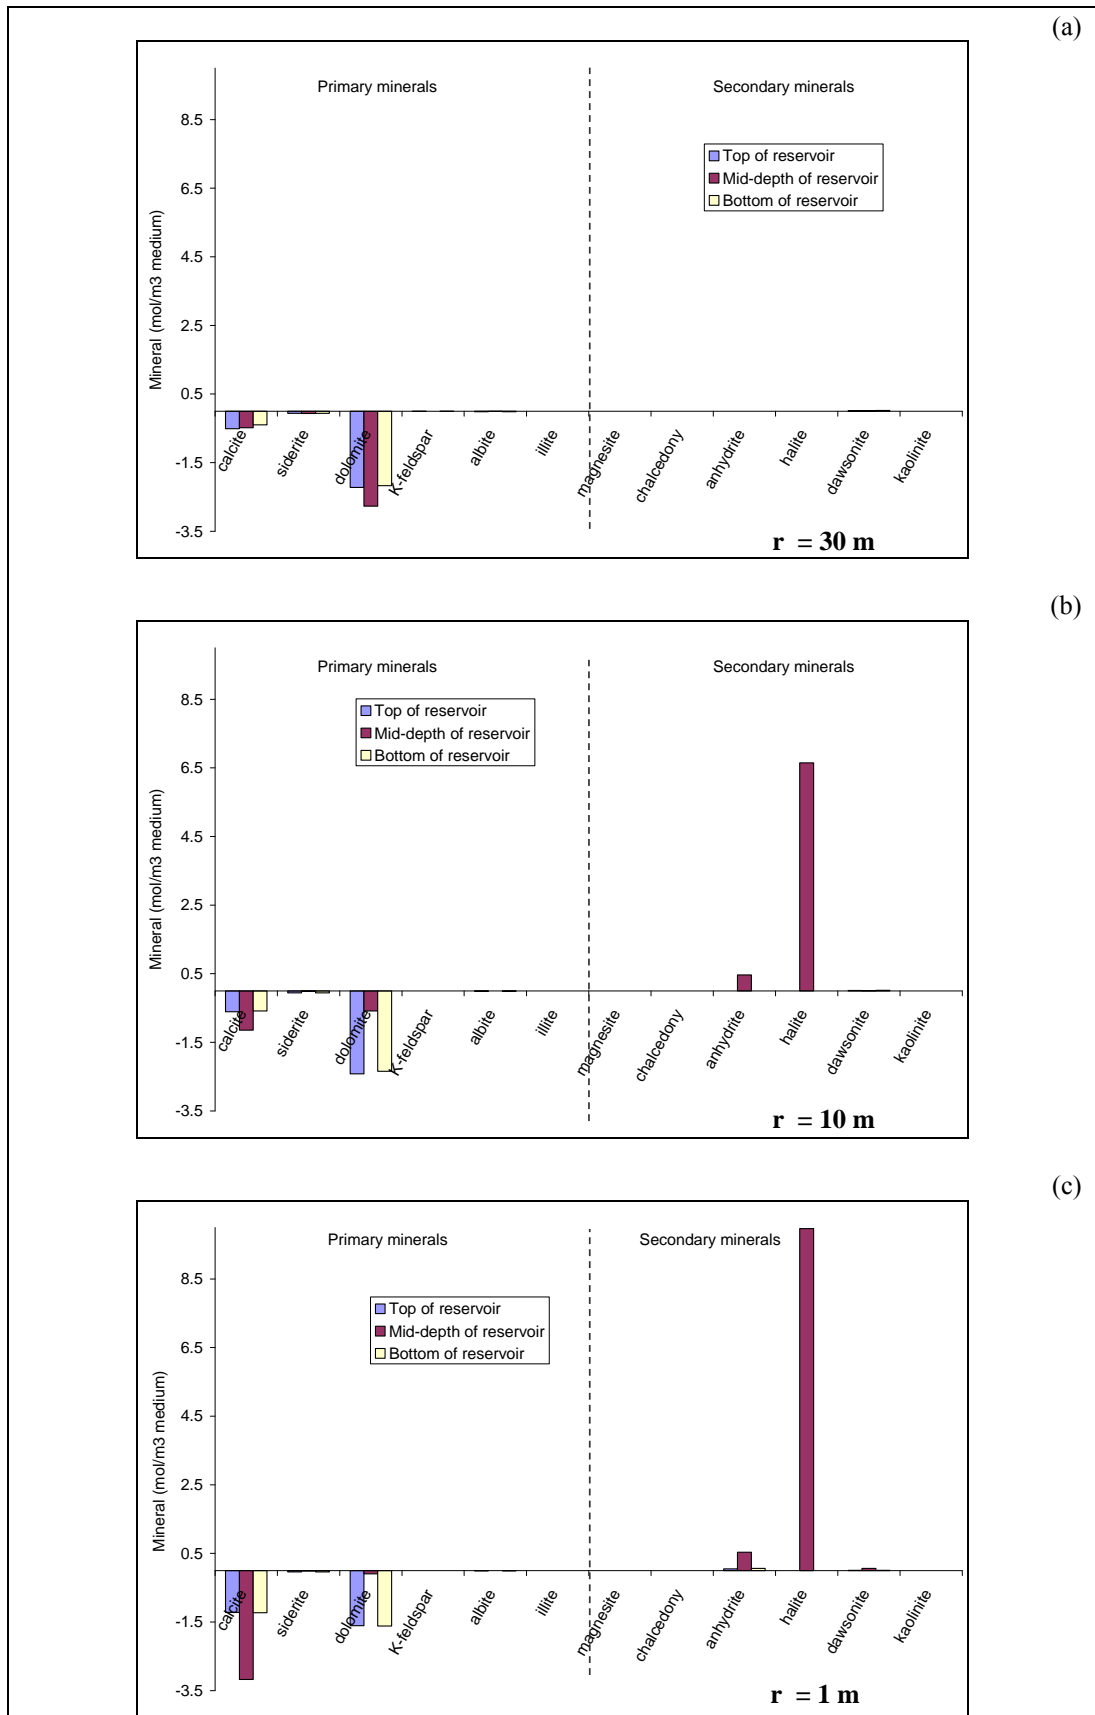 (a)
Primary minerals
Secondary minerals
8.5
6.5
4.5
2.5
0.5
-1.5
-3.5
Mineral (mol/m3 medium)
Top of reservoir
Mid-depth of reservoir
Bottom of reservoir
calcite
siderite
dolomite
K-feldspar
albite
illite
magnesite
chalcedony
anhydrite
halite
dawsonite
kaolinite
r = 30 m
(b)
Primary minerals
Secondary minerals
8.5
6.5
4.5
2.5
0.5
-1.5
-3.5
Mineral (mol/m3 medium)
Top of reservoir
Mid-depth of reservoir
Bottom of reservoir
calcite
siderite
dolomite
K-feldspar
albite
illite
magnesite
chalcedony
anhydrite
halite
dawsonite
kaolinite
r = 10 m
(c)
Primary minerals
Secondary minerals
8.5
6.5
4.5
2.5
0.5
-1.5
-3.5
Mineral (mol/m3 medium)
Top of reservoir
Mid-depth of reservoir
Bottom of reservoir
calcite
siderite
dolomite
K-feldspar
albite
illite
magnesite
chalcedony
anhydrite
halite
dawsonite
kaolinite
r = 1 m